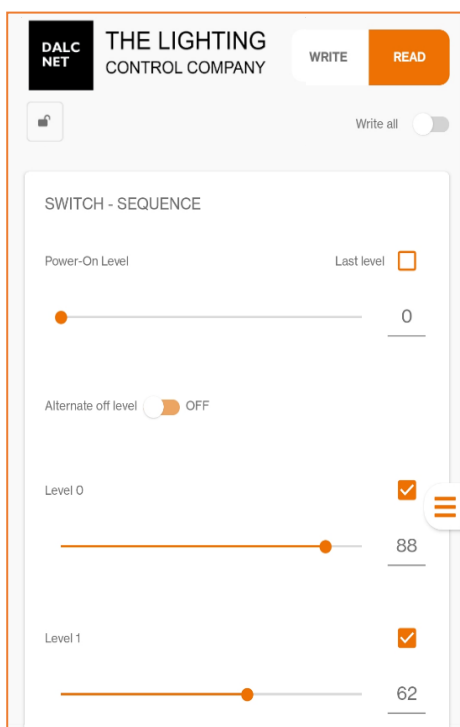 DALC
NET
THE LIGHTING
CONTROL COMPANY
WRITE
READ
Write all
SWITCH - SEQUENCE
Power-On Level
Last level
0
Alternate off level
OFF
Level 0
88
Level 1
62